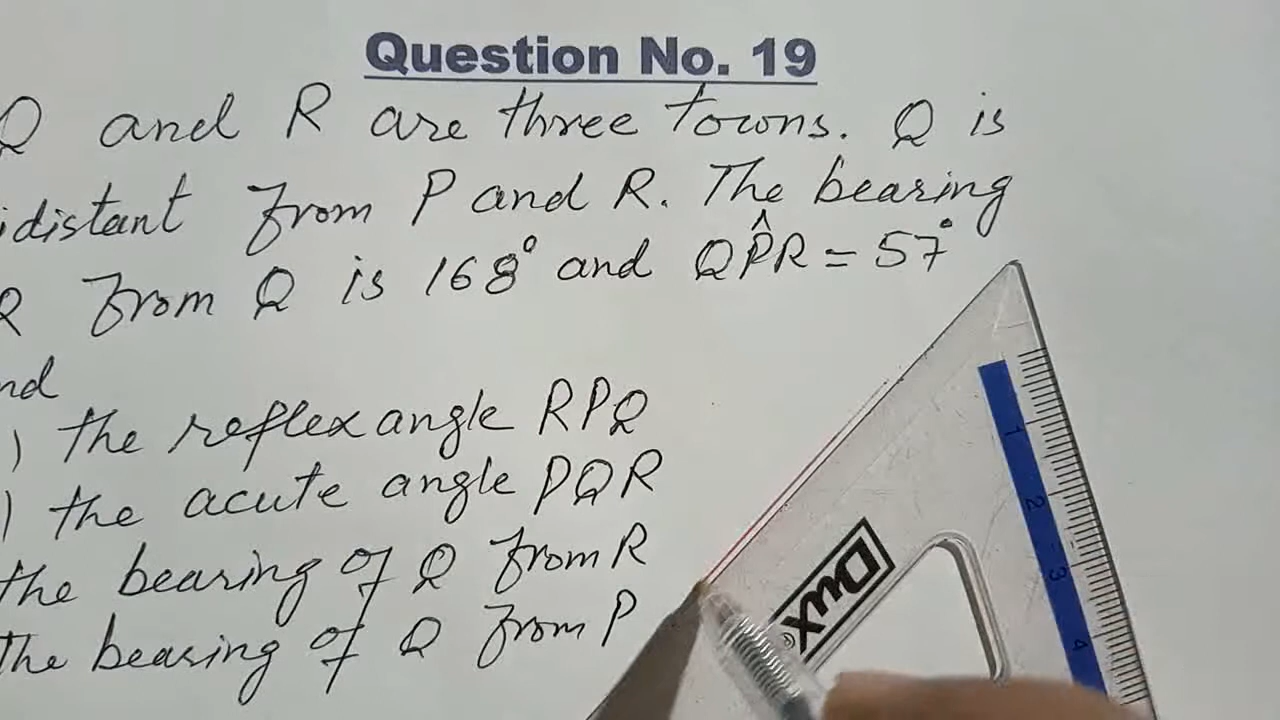 Question No. 19
Q and R are three towns. Q is
idistant from P and R. The bearing
R from Q is 168° and QP̂R = 57°
nd
) the reflex angle RPQ
) the acute angle PQR
the bearing of Q from R
the bearing of Q from P
Dux
1
2
3
4